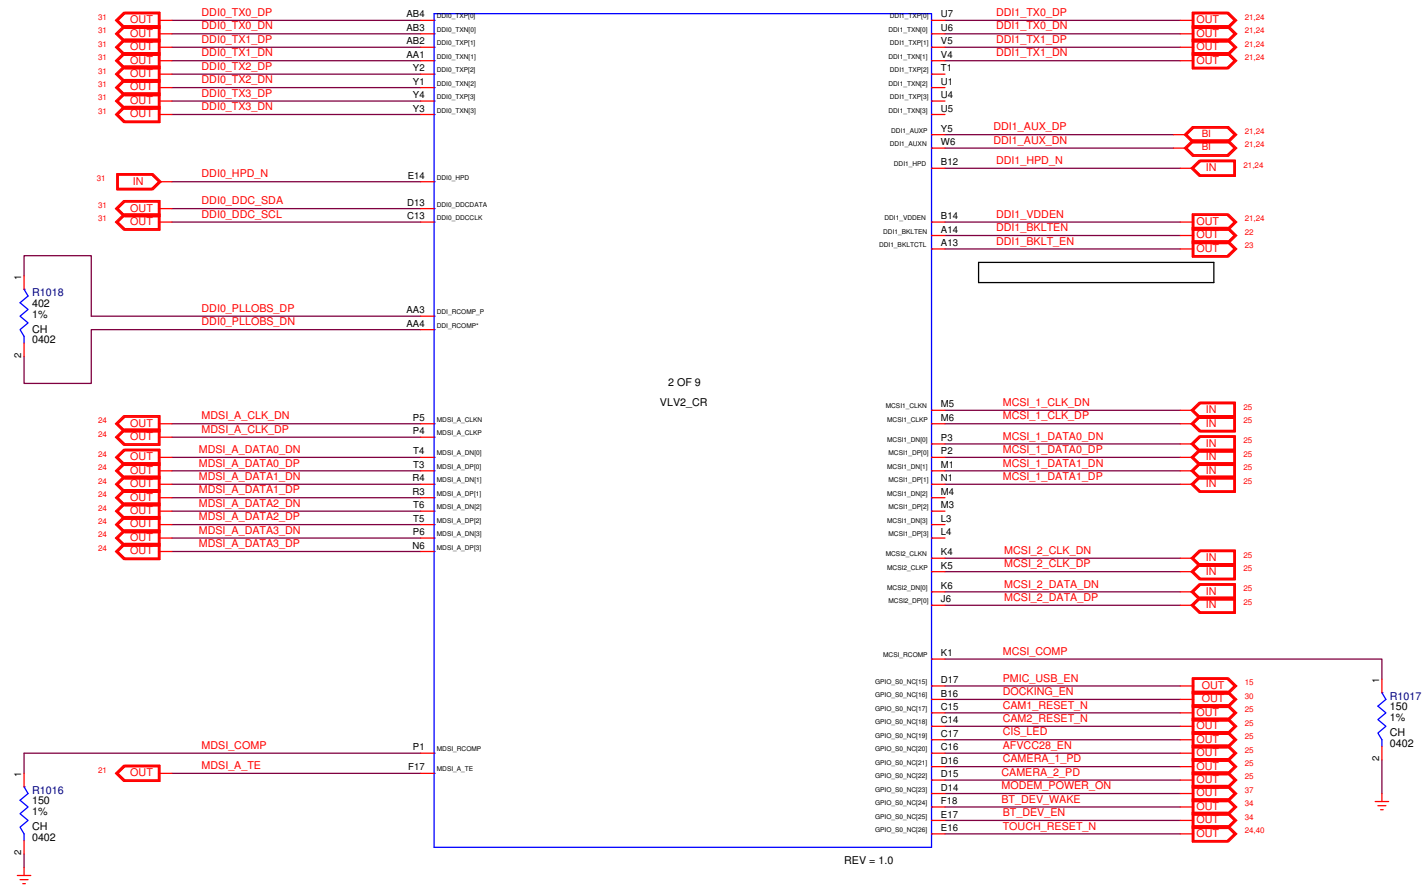 31 OUT DDI0_TX0_DP AB4 DDI0_TXP[0]
31 OUT DDI0_TX0_DN AB3 DDI0_TXN[0]
31 OUT DDI0_TX1_DP AB2 DDI0_TXP[1]
31 OUT DDI0_TX1_DN AA1 DDI0_TXN[1]
31 OUT DDI0_TX2_DP Y2 DDI0_TXP[2]
31 OUT DDI0_TX2_DN Y1 DDI0_TXN[2]
31 OUT DDI0_TX3_DP Y4 DDI0_TXP[3]
31 OUT DDI0_TX3_DN Y3 DDI0_TXN[3]
31 IN DDI0_HPD_N E14 DDI0_HPD
31 OUT DDI0_DDC_SDA D13 DDI0_DDCDATA
31 OUT DDI0_DDC_SCL C13 DDI0_DDCCLK
1
R1018
402
1%
CH
0402
2
DDI0_PLLOBS_DP AA3 DDI_RCOMP_P
DDI0_PLLOBS_DN AA4 DDI_RCOMP*
24 OUT MDSI_A_CLK_DN P5 MDSI_A_CLKN
24 OUT MDSI_A_CLK_DP P4 MDSI_A_CLKP
24 OUT MDSI_A_DATA0_DN T4 MDSI_A_DN[0]
24 OUT MDSI_A_DATA0_DP T3 MDSI_A_DP[0]
24 OUT MDSI_A_DATA1_DN R4 MDSI_A_DN[1]
24 OUT MDSI_A_DATA1_DP R3 MDSI_A_DP[1]
24 OUT MDSI_A_DATA2_DN T6 MDSI_A_DN[2]
24 OUT MDSI_A_DATA2_DP T5 MDSI_A_DP[2]
24 OUT MDSI_A_DATA3_DN P6 MDSI_A_DN[3]
24 OUT MDSI_A_DATA3_DP N6 MDSI_A_DP[3]
MDSI_COMP P1 MDSI_RCOMP
21 OUT MDSI_A_TE F17 MDSI_A_TE
1
R1016
150
1%
CH
0402
2
2 OF 9
VLV2_CR
DDI1_TXP[0] U7 DDI1_TX0_DP OUT 21,24
DDI1_TXN[0] U6 DDI1_TX0_DN OUT 21,24
DDI1_TXP[1] V5 DDI1_TX1_DP OUT 21,24
DDI1_TXN[1] V4 DDI1_TX1_DN OUT 21,24
DDI1_TXP[2] T1
DDI1_TXN[2] U1
DDI1_TXP[3] U4
DDI1_TXN[3] U5
DDI1_AUXP Y5 DDI1_AUX_DP BI 21,24
DDI1_AUXN W6 DDI1_AUX_DN BI 21,24
DDI1_HPD B12 DDI1_HPD_N IN 21,24
DDI1_VDDEN B14 DDI1_VDDEN OUT 21,24
DDI1_BKLTEN A14 DDI1_BKLTEN OUT 22
DDI1_BKLTCTL A13 DDI1_BKLT_EN OUT 23
MCSI1_CLKN M5 MCSI_1_CLK_DN IN 25
MCSI1_CLKP M6 MCSI_1_CLK_DP IN 25
MCSI1_DN[0] P3 MCSI_1_DATA0_DN IN 25
MCSI1_DP[0] P2 MCSI_1_DATA0_DP IN 25
MCSI1_DN[1] M1 MCSI_1_DATA1_DN IN 25
MCSI1_DP[1] N1 MCSI_1_DATA1_DP IN 25
MCSI1_DN[2] M4
MCSI1_DP[2] M3
MCSI1_DN[3] L3
MCSI1_DP[3] L4
MCSI2_CLKN K4 MCSI_2_CLK_DN IN 25
MCSI2_CLKP K5 MCSI_2_CLK_DP IN 25
MCSI2_DN[0] K6 MCSI_2_DATA_DN IN 25
MCSI2_DP[0] J6 MCSI_2_DATA_DP IN 25
MCSI_RCOMP K1 MCSI_COMP
GPIO_S0_NC[15] D17 PMIC_USB_EN OUT 15
GPIO_S0_NC[16] B16 DOCKING_EN OUT 30
GPIO_S0_NC[17] C15 CAM1_RESET_N OUT 25
GPIO_S0_NC[18] C14 CAM2_RESET_N OUT 25
GPIO_S0_NC[19] C17 CIS_LED OUT 25
GPIO_S0_NC[20] C16 AFVCC28_EN OUT 25
GPIO_S0_NC[21] D16 CAMERA_1_PD OUT 25
GPIO_S0_NC[22] D15 CAMERA_2_PD OUT 25
GPIO_S0_NC[23] D14 MODEM_POWER_ON OUT 37
GPIO_S0_NC[24] F18 BT_DEV_WAKE OUT 34
GPIO_S0_NC[25] E17 BT_DEV_EN OUT 34
GPIO_S0_NC[26] E16 TOUCH_RESET_N OUT 24,40
1
R1017
150
1%
CH
0402
2
REV = 1.0